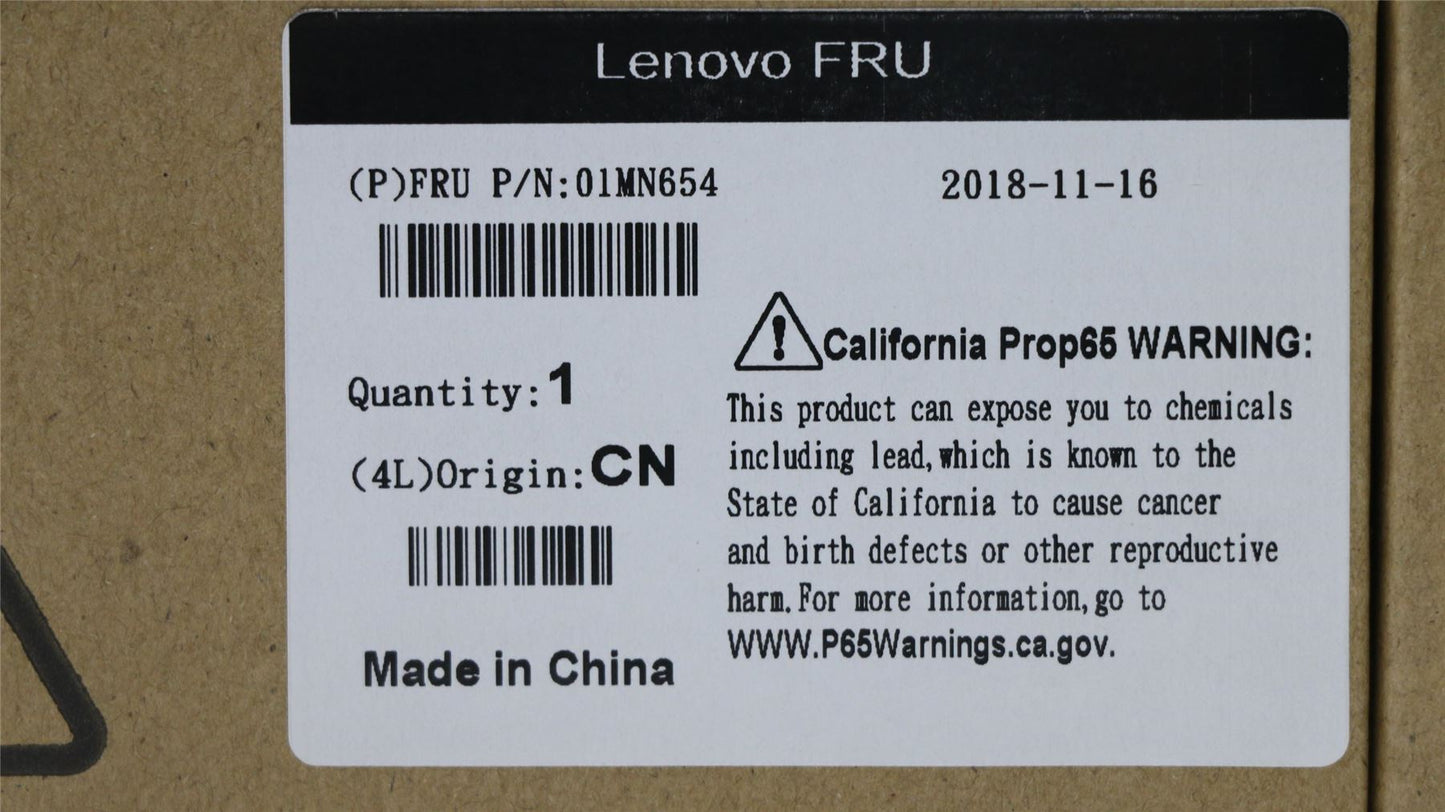 Lenovo FRU
(P)FRU P/N:01MN654
2018-11-16
Quantity:1
(4L)Origin:CN
Made in China
California Prop65 WARNING:
This product can expose you to chemicals
including lead,which is known to the
State of California to cause cancer
and birth defects or other reproductive
harm.For more information,go to
WWW.P65Warnings.ca.gov.